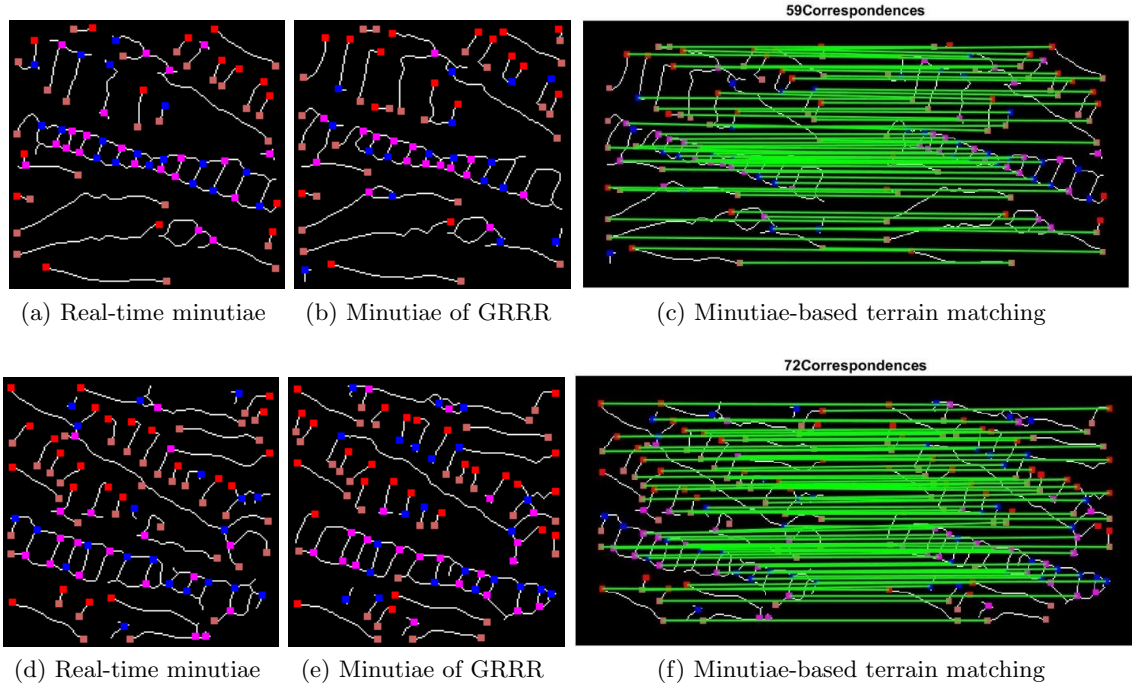 59Correspondences
(a) Real-time minutiae
(b) Minutiae of GRRR
(c) Minutiae-based terrain matching
72Correspondences
(d) Real-time minutiae
(e) Minutiae of GRRR
(f) Minutiae-based terrain matching